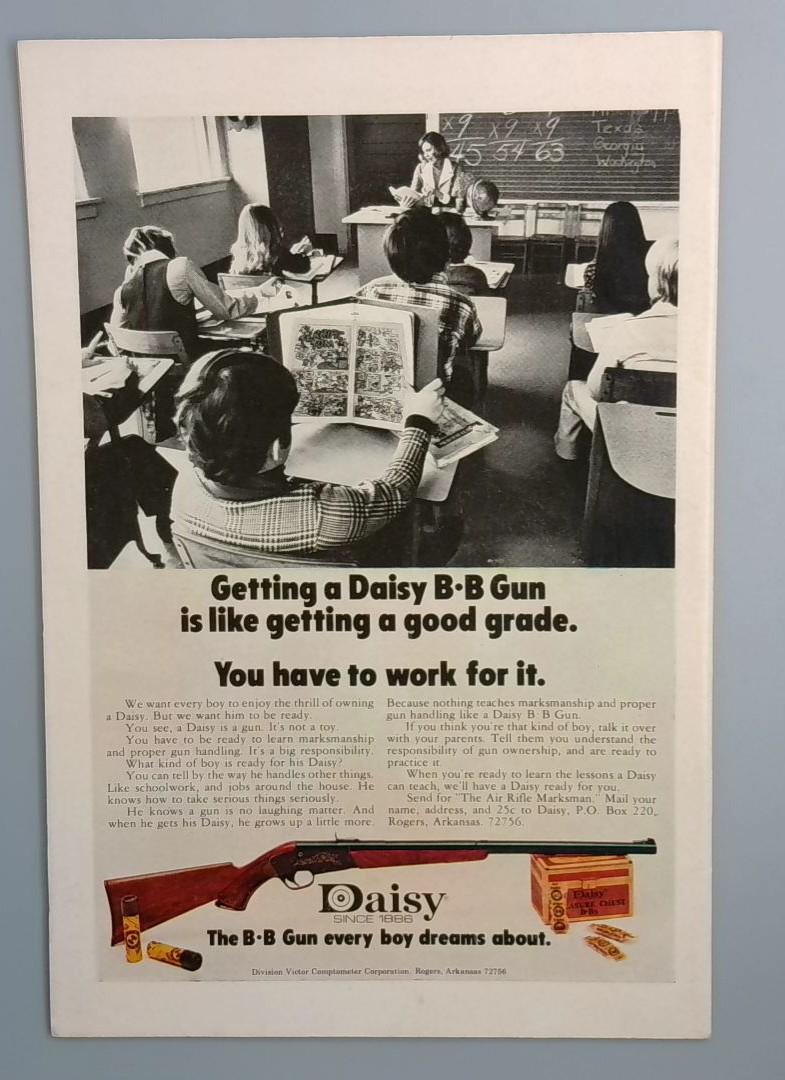 ×9 ×9 ×9
45 54 63
Texas
Georgia
Washington
Getting a Daisy B·B Gun
is like getting a good grade.
You have to work for it.
We want every boy to enjoy the thrill of owning
a Daisy. But we want him to be ready.
You see, a Daisy is a gun. It's not a toy.
You have to be ready to learn marksmanship
and proper gun handling. It's a big responsibility.
What kind of boy is ready for his Daisy?
You can tell by the way he handles other things.
Like schoolwork, and jobs around the house. He
knows how to take serious things seriously.
He knows a gun is no laughing matter. And
when he gets his Daisy, he grows up a little more.
Because nothing teaches marksmanship and proper
gun handling like a Daisy B·B Gun.
If you think you're that kind of boy, talk it over
with your parents. Tell them you understand the
responsibility of gun ownership, and are ready to
practice it.
When you're ready to learn the lessons a Daisy
can teach, we'll have a Daisy ready for you.
Send for "The Air Rifle Marksman." Mail your
name, address, and 25c to Daisy, P.O. Box 220,
Rogers, Arkansas. 72756.
Daisy
SINCE 1886
Daisy
CHEST
B·Bs
The B·B Gun every boy dreams about.
Division Victor Comptometer Corporation, Rogers, Arkansas 72756